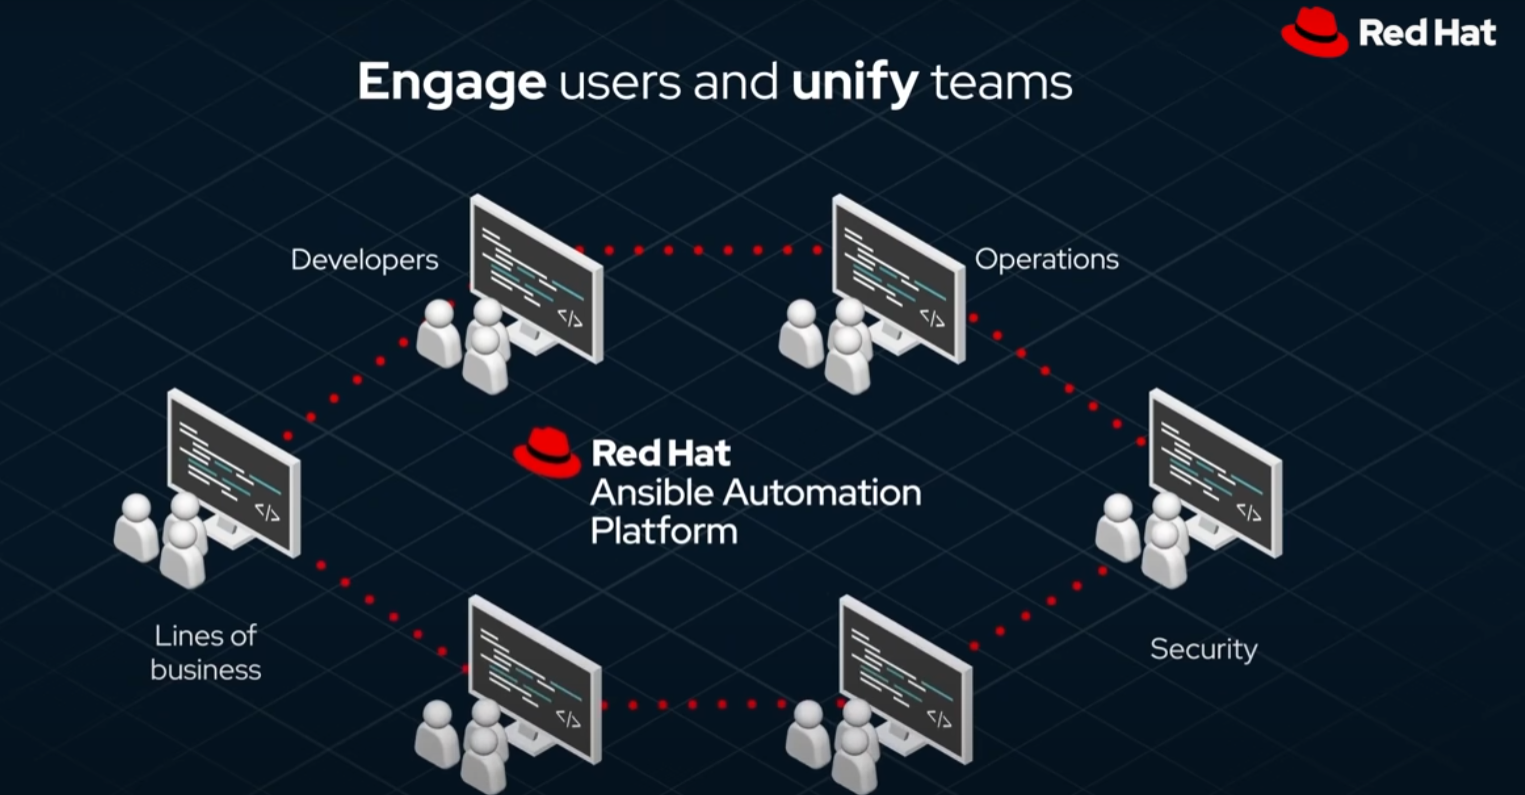 Red Hat
Engage users and unify teams
Developers
Operations
</>
</>
Red Hat
Ansible Automation
Platform
</>
</>
Lines of
business
Security
</>
</>